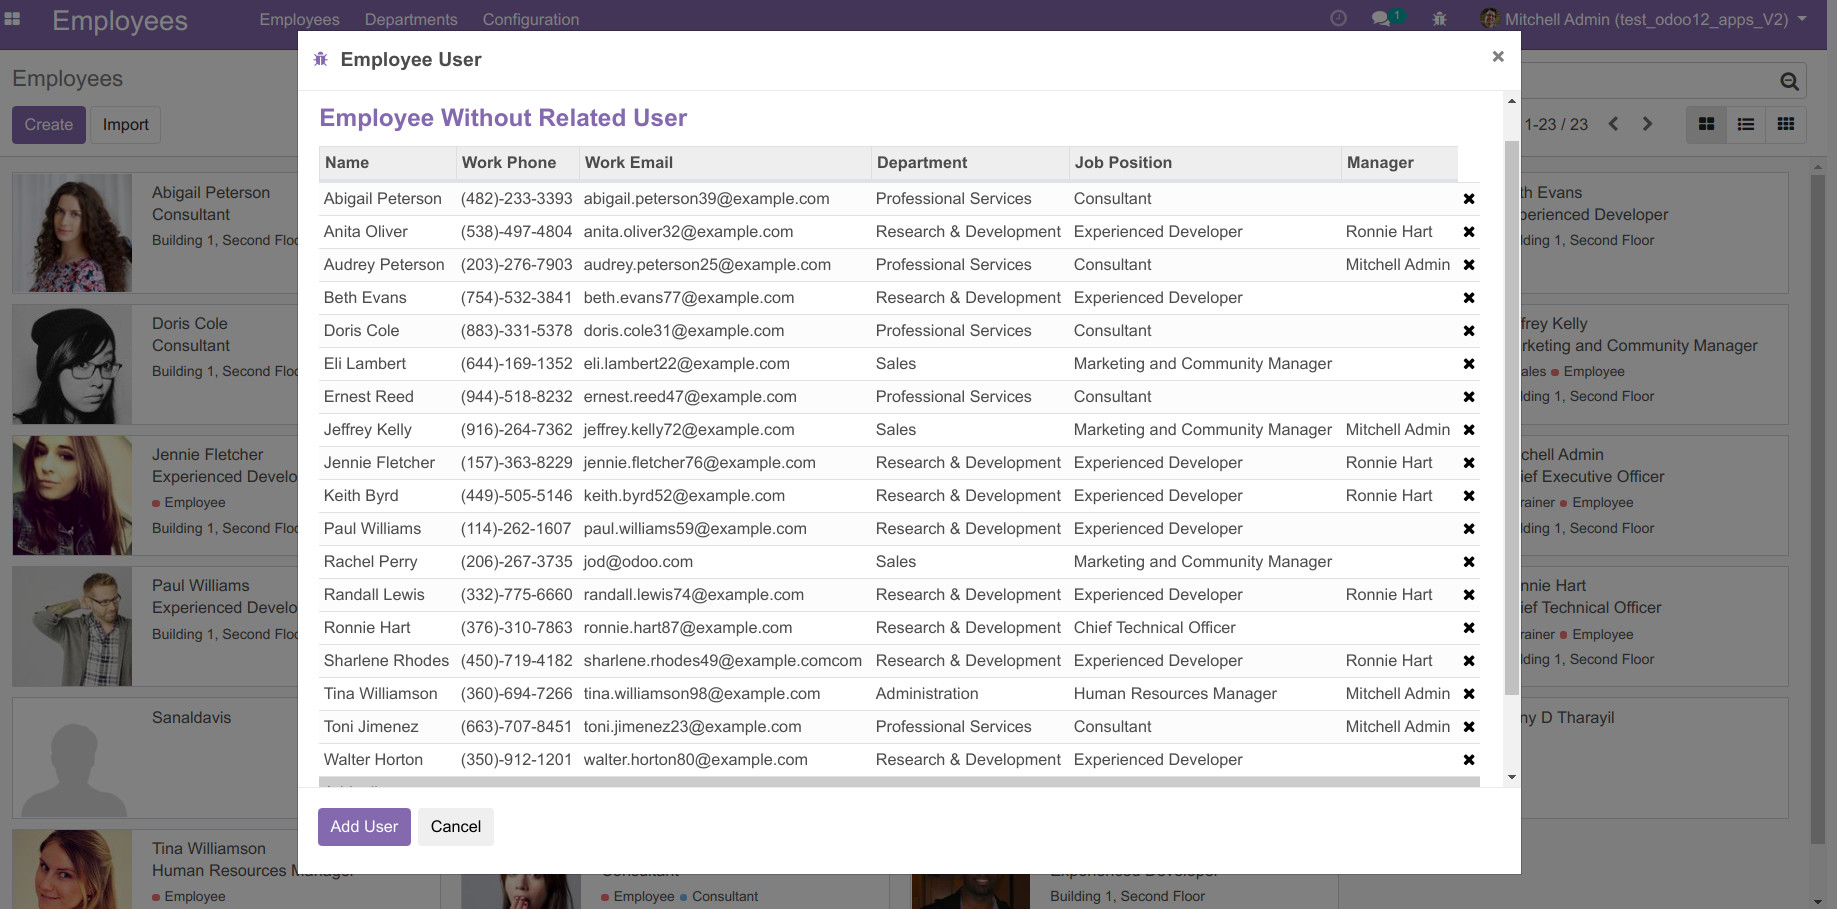 Employees Employees Departments Configuration 1 Mitchell Admin (test_odoo12_apps_V2)
Employees
Create Import
1-23 / 23
Employee User ×
Employee Without Related User
Name Work Phone Work Email Department Job Position Manager
Abigail Peterson (482)-233-3393 abigail.peterson39@example.com Professional Services Consultant
Anita Oliver (538)-497-4804 anita.oliver32@example.com Research & Development Experienced Developer Ronnie Hart
Audrey Peterson (203)-276-7903 audrey.peterson25@example.com Professional Services Consultant Mitchell Admin
Beth Evans (754)-532-3841 beth.evans77@example.com Research & Development Experienced Developer
Doris Cole (883)-331-5378 doris.cole31@example.com Professional Services Consultant
Eli Lambert (644)-169-1352 eli.lambert22@example.com Sales Marketing and Community Manager
Ernest Reed (944)-518-8232 ernest.reed47@example.com Professional Services Consultant
Jeffrey Kelly (916)-264-7362 jeffrey.kelly72@example.com Sales Marketing and Community Manager Mitchell Admin
Jennie Fletcher (157)-363-8229 jennie.fletcher76@example.com Research & Development Experienced Developer Ronnie Hart
Keith Byrd (449)-505-5146 keith.byrd52@example.com Research & Development Experienced Developer Ronnie Hart
Paul Williams (114)-262-1607 paul.williams59@example.com Research & Development Experienced Developer
Rachel Perry (206)-267-3735 jod@odoo.com Sales Marketing and Community Manager
Randall Lewis (332)-775-6660 randall.lewis74@example.com Research & Development Experienced Developer Ronnie Hart
Ronnie Hart (376)-310-7863 ronnie.hart87@example.com Research & Development Chief Technical Officer
Sharlene Rhodes (450)-719-4182 sharlene.rhodes49@example.comcom Research & Development Experienced Developer Ronnie Hart
Tina Williamson (360)-694-7266 tina.williamson98@example.com Administration Human Resources Manager Mitchell Admin
Toni Jimenez (663)-707-8451 toni.jimenez23@example.com Professional Services Consultant Mitchell Admin
Walter Horton (350)-912-1201 walter.horton80@example.com Research & Development Experienced Developer
Add User Cancel
Abigail Peterson
Consultant
Building 1, Second Floo
Doris Cole
Consultant
Building 1, Second Floo
Jennie Fletcher
Experienced Develo
Employee
Building 1, Second Floo
Paul Williams
Experienced Develo
Building 1, Second Floo
Sanaldavis
Tina Williamson
Human Resources Manager
Employee
th Evans
perienced Developer
lding 1, Second Floor
frey Kelly
rketing and Community Manager
ales Employee
lding 1, Second Floor
chell Admin
ief Executive Officer
rainer Employee
lding 1, Second Floor
nnie Hart
ief Technical Officer
rainer Employee
lding 1, Second Floor
ny D Tharayil
Consultant
Employee Consultant
Experienced Developer
Building 1, Second Floor